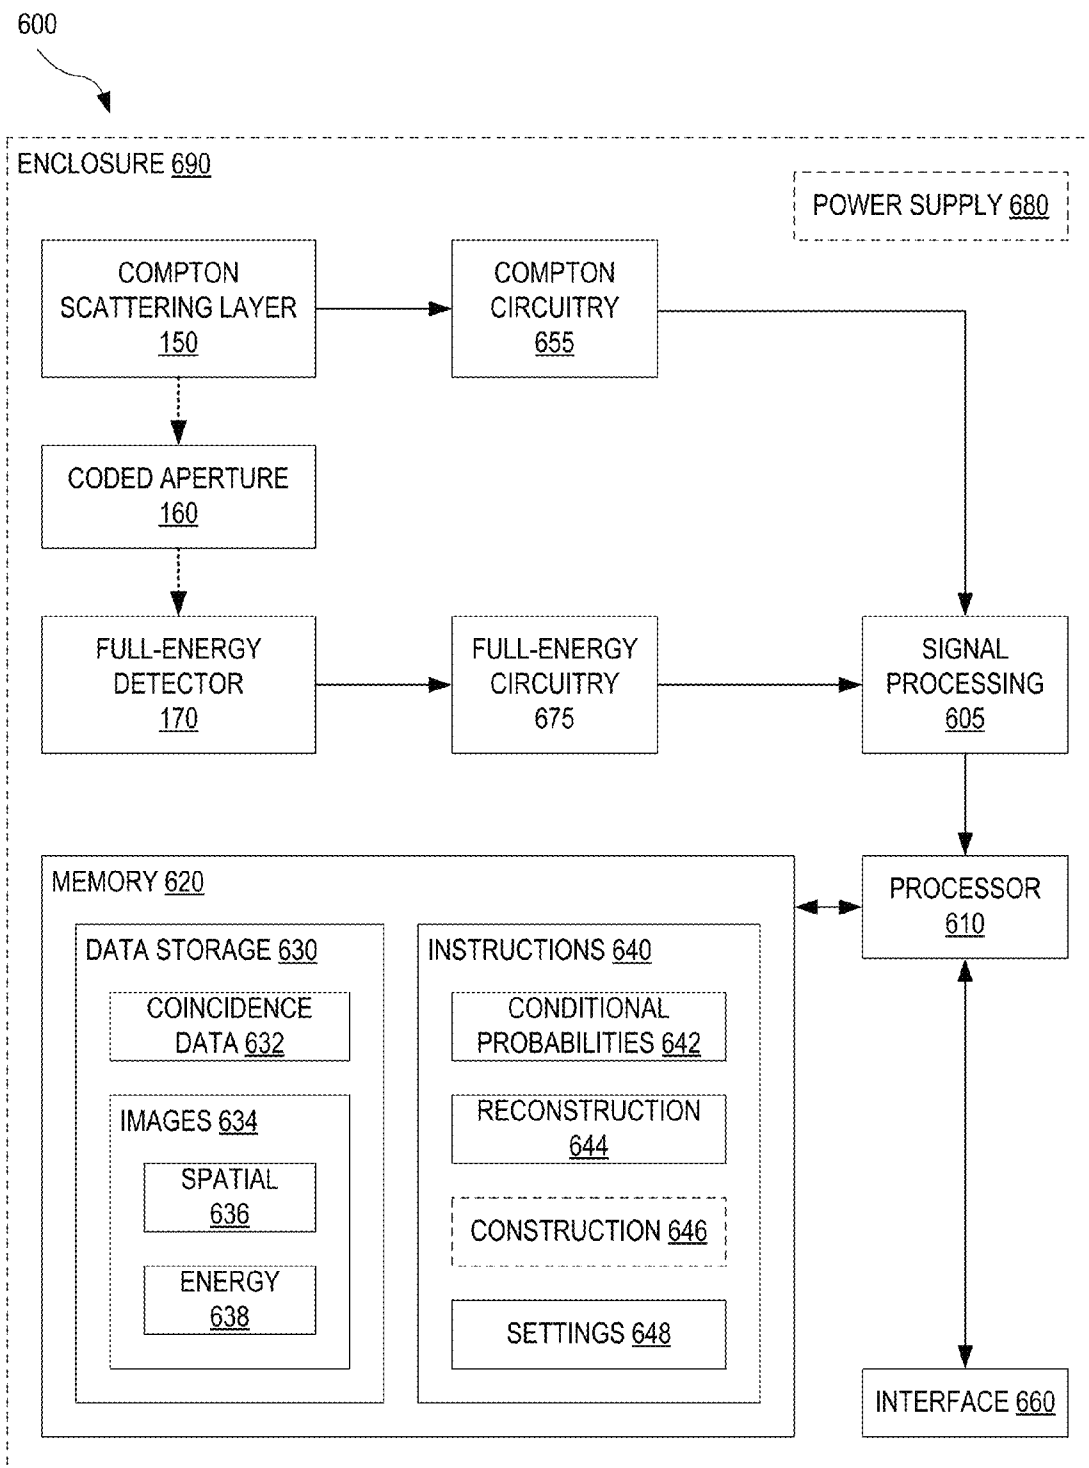 600
ENCLOSURE 690
POWER SUPPLY 680
COMPTON
SCATTERING LAYER
150
COMPTON
CIRCUITRY
655
CODED APERTURE
160
FULL-ENERGY
DETECTOR
170
FULL-ENERGY
CIRCUITRY
675
SIGNAL
PROCESSING
605
MEMORY 620
PROCESSOR
610
DATA STORAGE 630
COINCIDENCE
DATA 632
IMAGES 634
SPATIAL
636
ENERGY
638
INSTRUCTIONS 640
CONDITIONAL
PROBABILITIES 642
RECONSTRUCTION
644
CONSTRUCTION 646
SETTINGS 648
INTERFACE 660